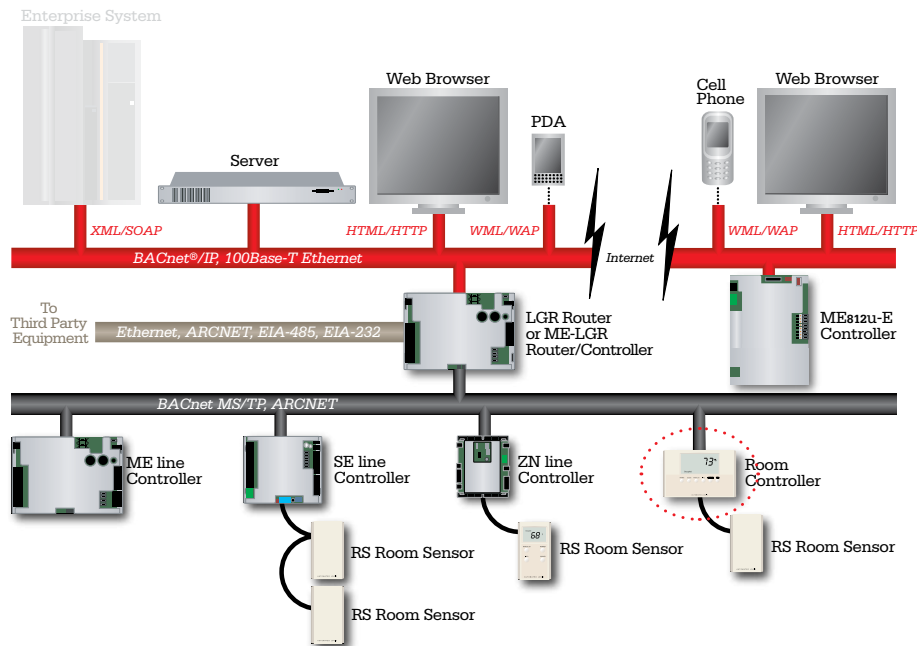 Enterprise System
Server
Web Browser
PDA
Cell
Phone
Web Browser
XML/SOAP
HTML/HTTP
WML/WAP
Internet
WML/WAP
HTML/HTTP
BACnet®/IP, 100Base-T Ethernet
To
Third Party
Equipment
Ethernet, ARCNET, EIA-485, EIA-232
LGR Router
or ME-LGR
Router/Controller
ME812u-E
Controller
BACnet MS/TP, ARCNET
ME line
Controller
SE line
Controller
ZN line
Controller
73°
Room
Controller
RS Room Sensor
68°
RS Room Sensor
RS Room Sensor
RS Room Sensor